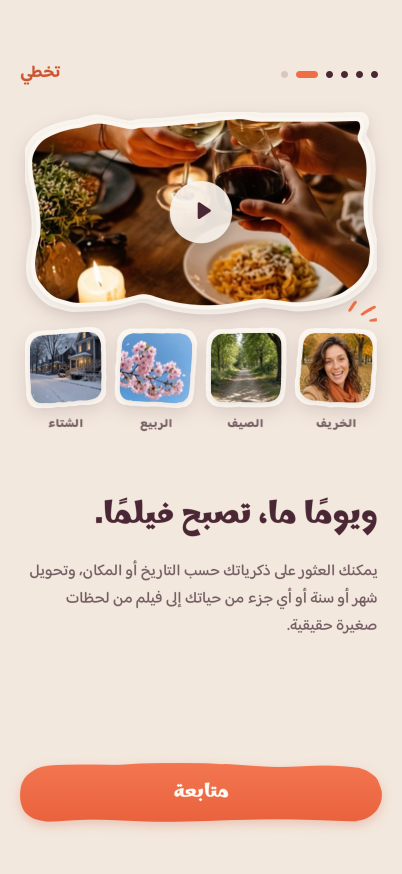 تخطي
الخريف
الصيف
الربيع
الشتاء
ويومًا ما، تصبح فيلمًا.
يمكنك العثور على ذكرياتك حسب التاريخ أو المكان، وتحويل
شهر أو سنة أو أي جزء من حياتك إلى فيلم من لحظات
صغيرة حقيقية.
متابعة